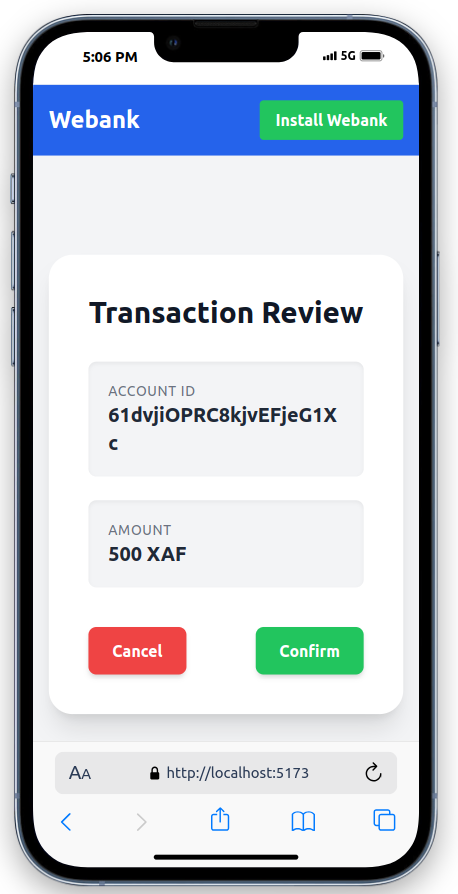 5:06 PM 5G
Webank Install Webank
Transaction Review
ACCOUNT ID
61dvjiOPRC8kjvEFjeG1X
c
AMOUNT
500 XAF
Cancel Confirm
AA http://localhost:5173